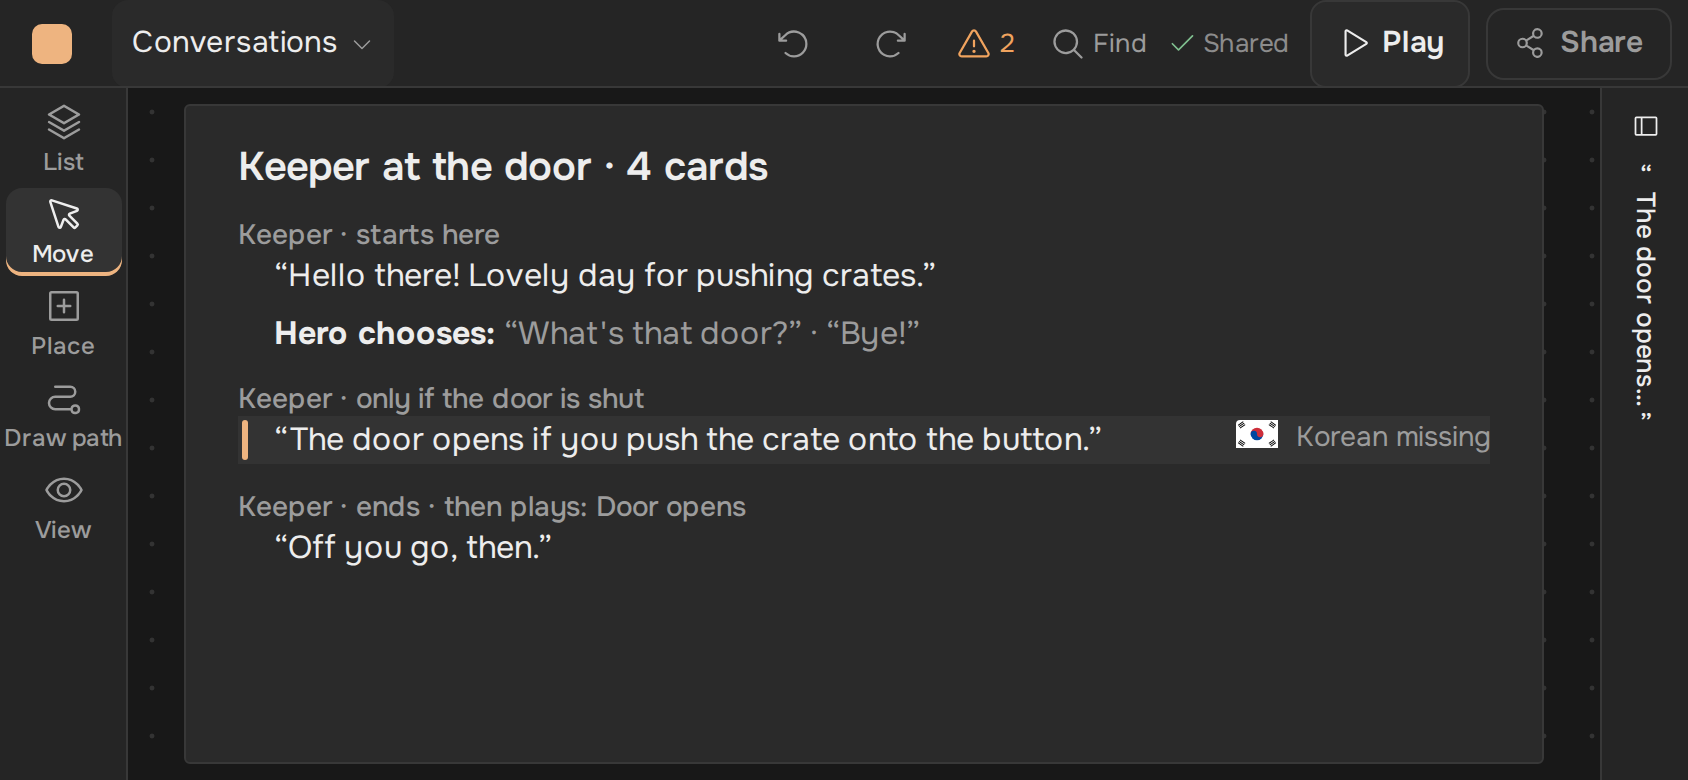 Conversations
2
Find
Shared
Play
Share
List
Move
Place
Draw path
View
Keeper at the door · 4 cards
Keeper · starts here
“Hello there! Lovely day for pushing crates.”
Hero chooses: “What's that door?” · “Bye!”
Keeper · only if the door is shut
“The door opens if you push the crate onto the button.”
Korean missing
Keeper · ends · then plays: Door opens
“Off you go, then.”
“The door opens…”